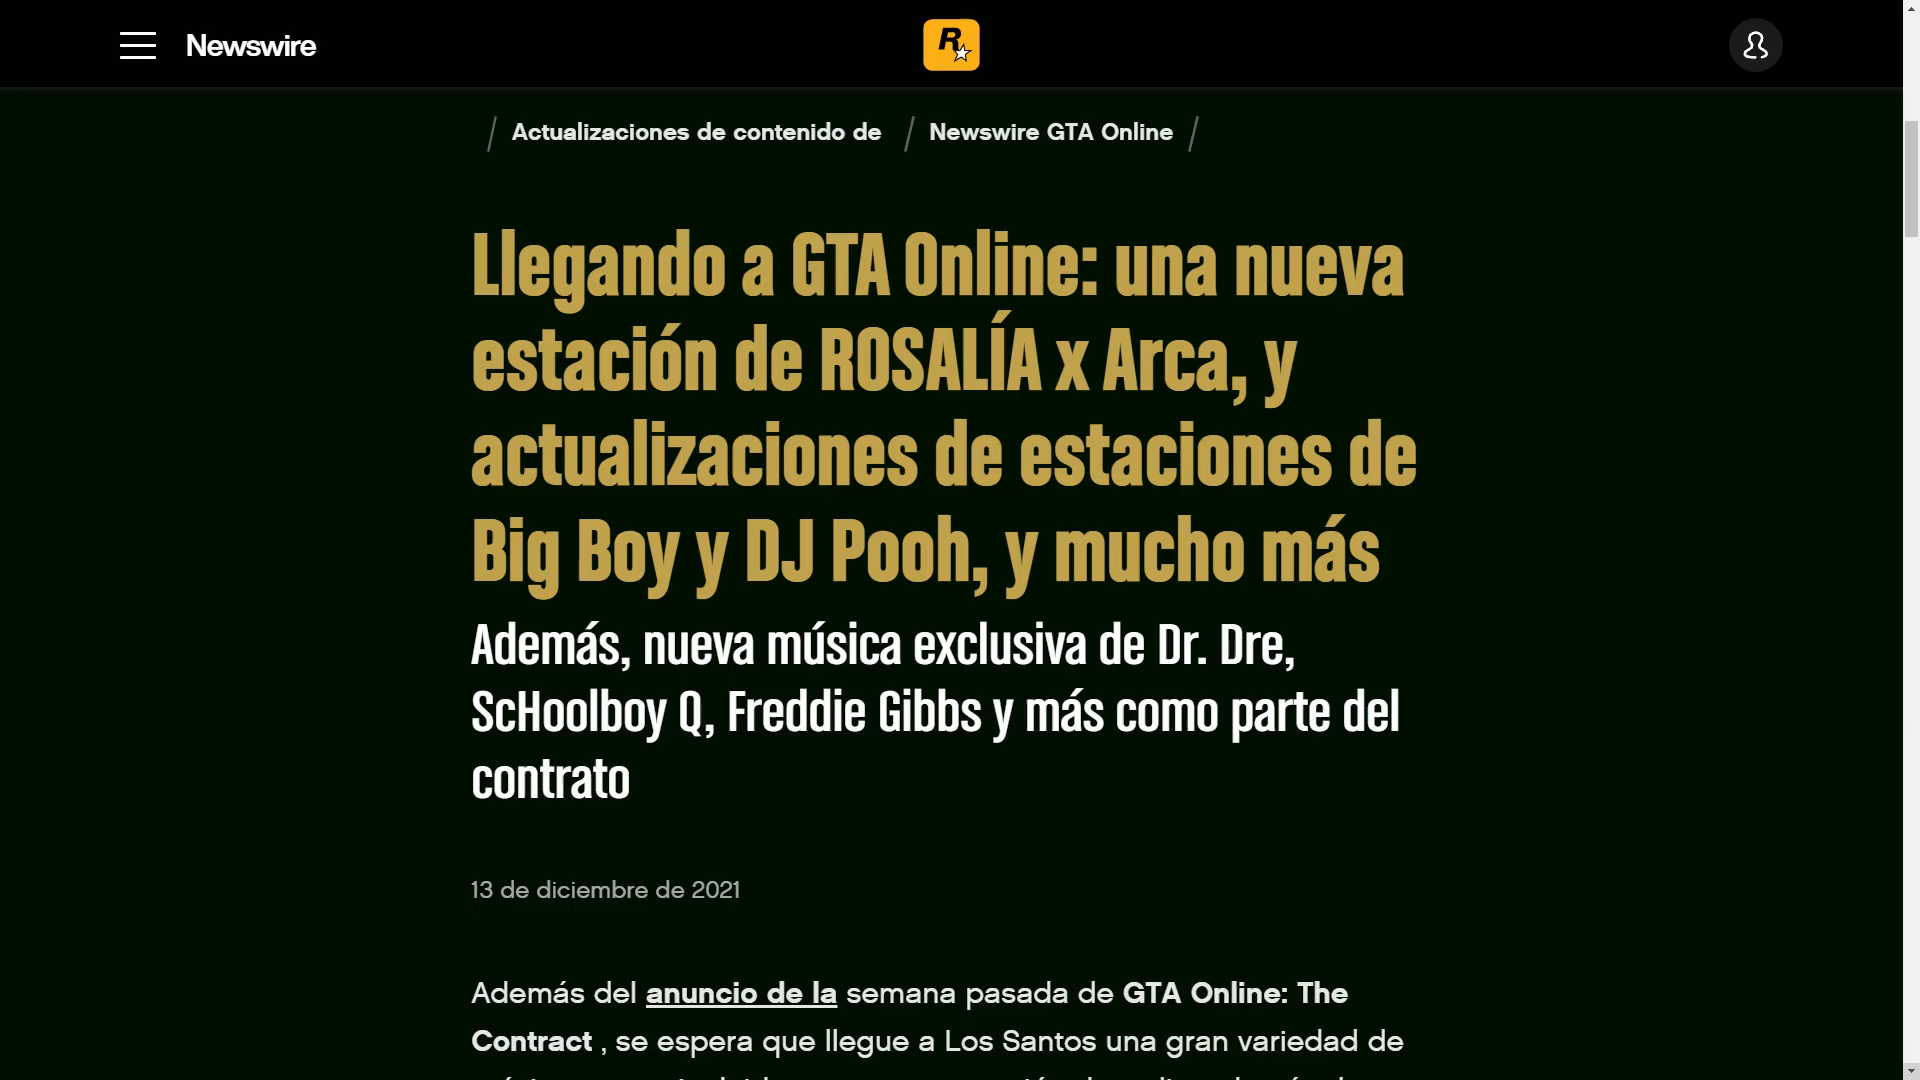 Newswire
R
Actualizaciones de contenido de / Newswire GTA Online /
Llegando a GTA Online: una nueva
estación de ROSALÍA x Arca, y
actualizaciones de estaciones de
Big Boy y DJ Pooh, y mucho más
Además, nueva música exclusiva de Dr. Dre,
ScHoolboy Q, Freddie Gibbs y más como parte del
contrato
13 de diciembre de 2021
Además del anuncio de la semana pasada de GTA Online: The
Contract , se espera que llegue a Los Santos una gran variedad de